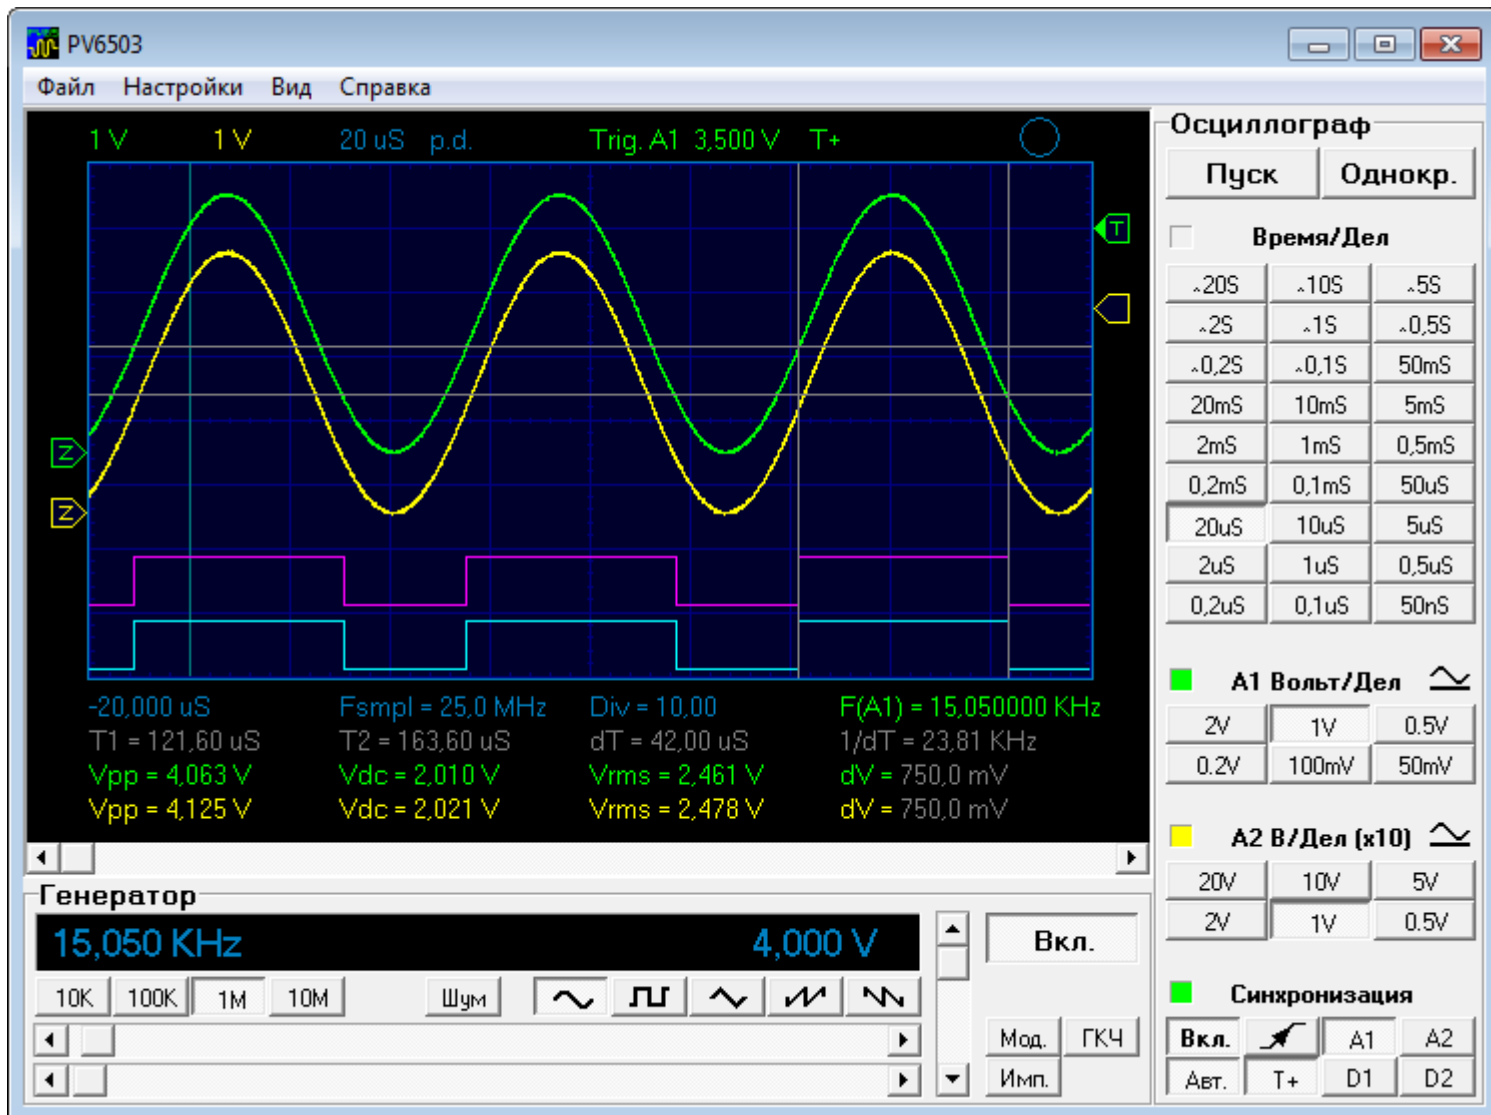 PV6503
Файл Настройки Вид Справка
1 V 1 V 20 uS p.d. Trig. A1 3,500 V T+
T
Z
Z
-20,000 uS Fsmpl = 25,0 MHz Div = 10,00 F(A1) = 15,050000 KHz
T1 = 121,60 uS T2 = 163,60 uS dT = 42,00 uS 1/dT = 23,81 KHz
Vpp = 4,063 V Vdc = 2,010 V Vrms = 2,461 V dV = 750,0 mV
Vpp = 4,125 V Vdc = 2,021 V Vrms = 2,478 V dV = 750,0 mV
Генератор
15,050 KHz 4,000 V
Вкл.
10K 100K 1M 10M Шум
Мод. ГКЧ
Имп.
Осциллограф
Пуск Однокр.
Время/Дел
^20S ^10S ^5S
^2S ^1S ^0,5S
^0,2S ^0,1S 50mS
20mS 10mS 5mS
2mS 1mS 0,5mS
0,2mS 0,1mS 50uS
20uS 10uS 5uS
2uS 1uS 0,5uS
0,2uS 0,1uS 50nS
A1 Вольт/Дел
2V 1V 0.5V
0.2V 100mV 50mV
A2 В/Дел (x10)
20V 10V 5V
2V 1V 0.5V
Синхронизация
Вкл. A1 A2
Авт. T+ D1 D2